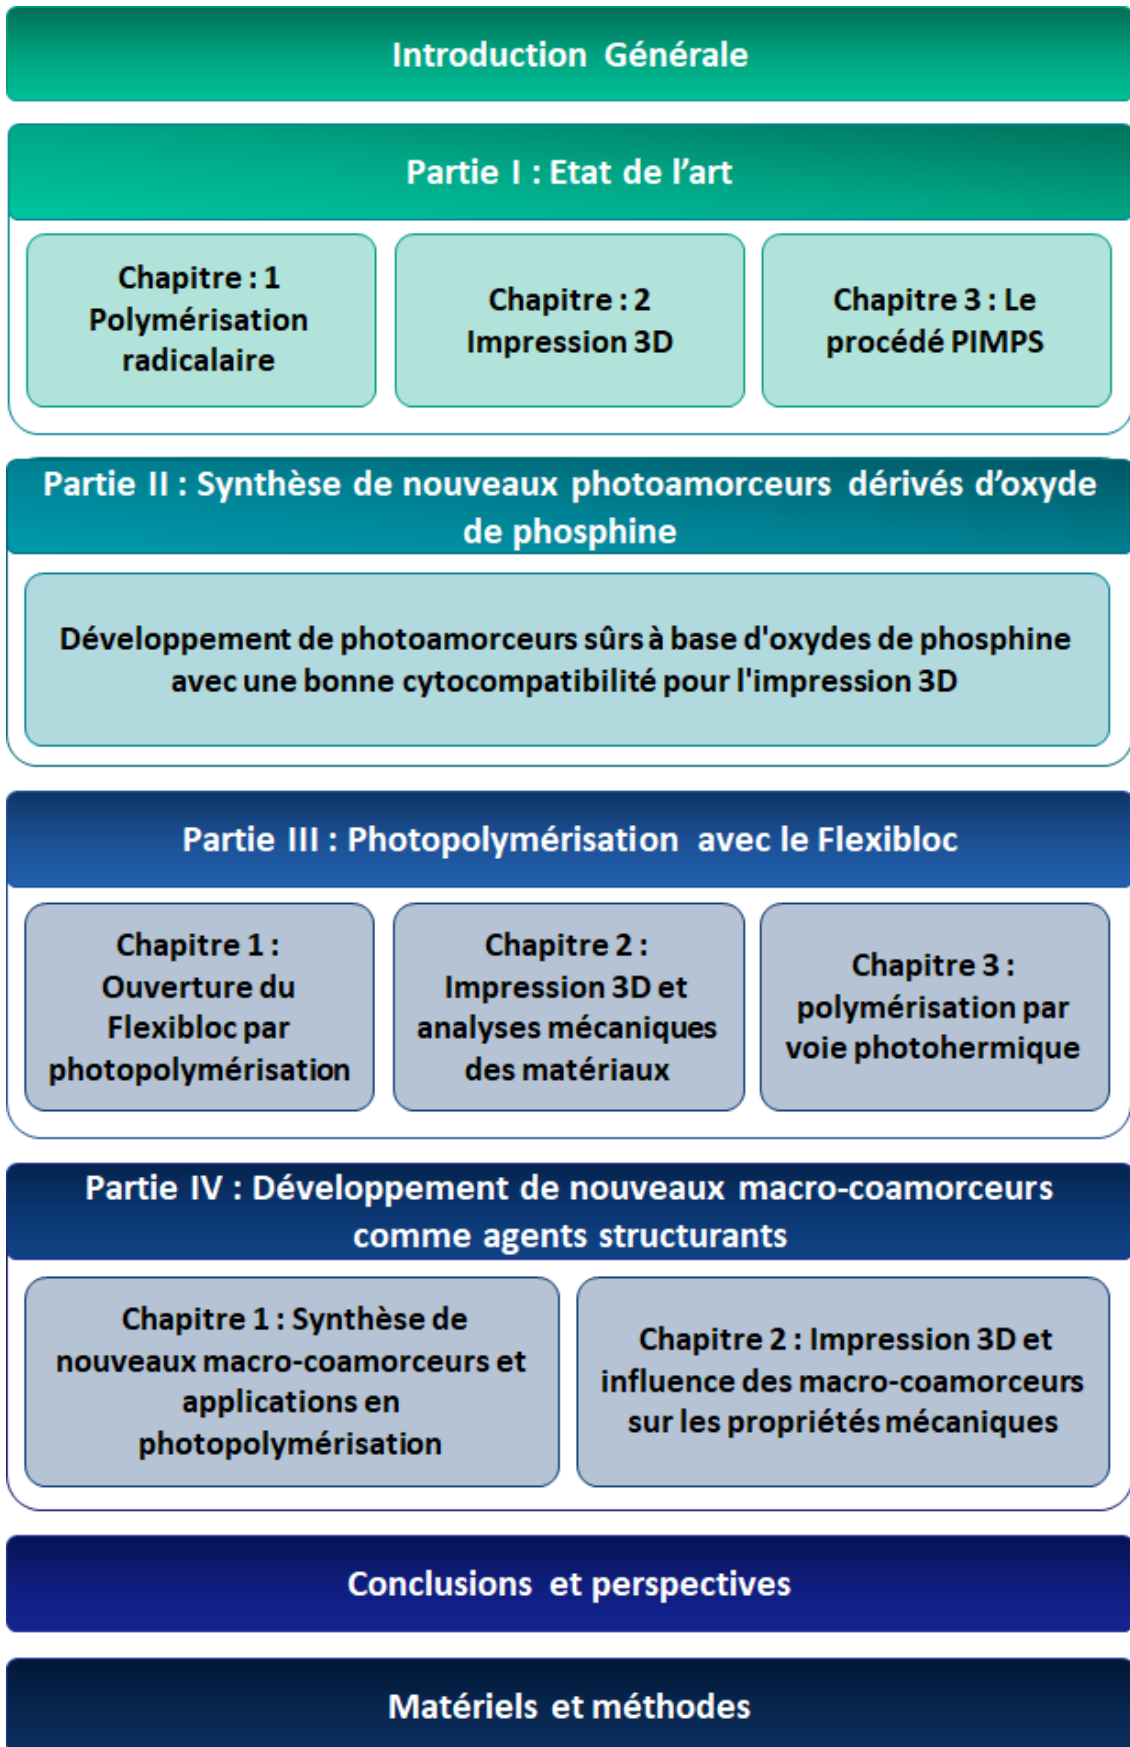 Introduction Générale
Partie I : Etat de l’art
Chapitre : 1
Polymérisation
radicalaire
Chapitre : 2
Impression 3D
Chapitre 3 : Le
procédé PIMPS
Partie II : Synthèse de nouveaux photoamorceurs dérivés d’oxyde
de phosphine
Développement de photoamorceurs sûrs à base d'oxydes de phosphine
avec une bonne cytocompatibilité pour l'impression 3D
Partie III : Photopolymérisation avec le Flexibloc
Chapitre 1 :
Ouverture du
Flexibloc par
photopolymérisation
Chapitre 2 :
Impression 3D et
analyses mécaniques
des matériaux
Chapitre 3 :
polymérisation par
voie photohermique
Partie IV : Développement de nouveaux macro-coamorceurs
comme agents structurants
Chapitre 1 : Synthèse de
nouveaux macro-coamorceurs et
applications en
photopolymérisation
Chapitre 2 : Impression 3D et
influence des macro-coamorceurs
sur les propriétés mécaniques
Conclusions et perspectives
Matériels et méthodes